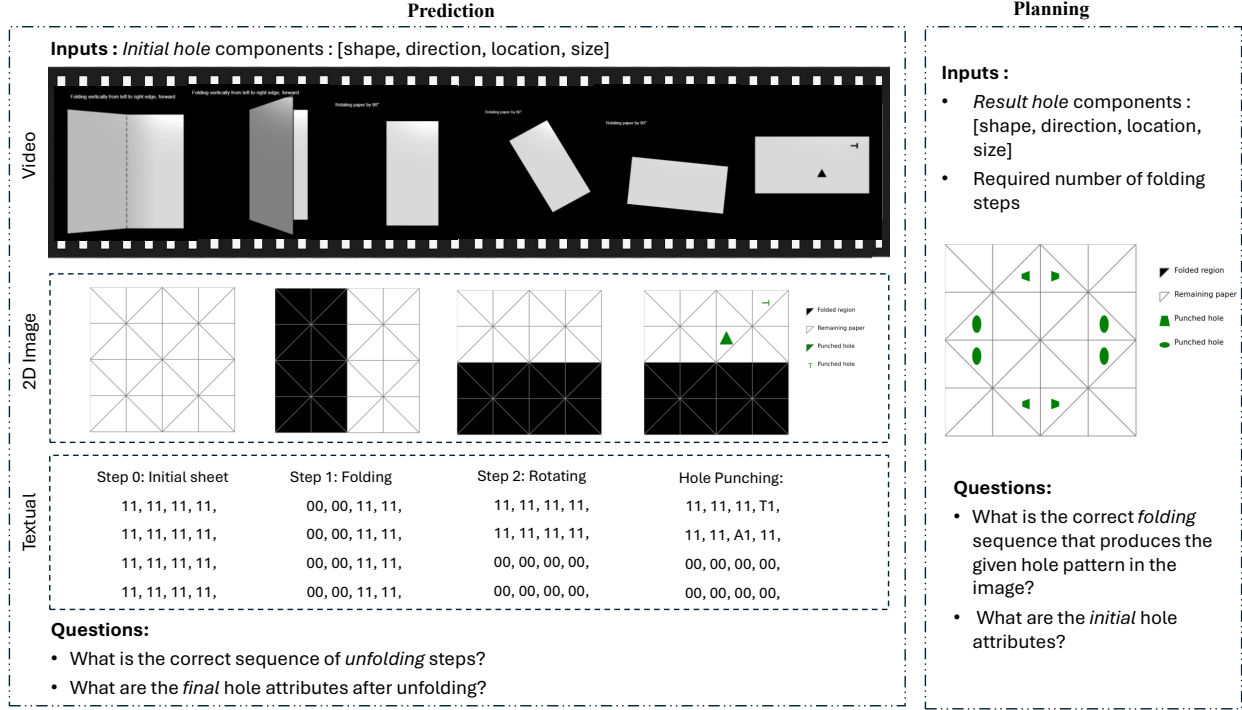 Prediction
Inputs : Initial hole components : [shape, direction, location, size]
Video
Folding vertically from left to right edge, forward
Folding vertically from left to right edge, forward
Rotating paper by 90°
Rotating paper by 90°
Rotating paper by 90°
T
2D Image
T
Folded region
Remaining paper
Punched hole
T Punched hole
Textual
Step 0: Initial sheet
11, 11, 11, 11,
11, 11, 11, 11,
11, 11, 11, 11,
11, 11, 11, 11,
Step 1: Folding
00, 00, 11, 11,
00, 00, 11, 11,
00, 00, 11, 11,
00, 00, 11, 11,
Step 2: Rotating
11, 11, 11, 11,
11, 11, 11, 11,
00, 00, 00, 00,
00, 00, 00, 00,
Hole Punching:
11, 11, 11, T1,
11, 11, A1, 11,
00, 00, 00, 00,
00, 00, 00, 00,
Questions:
• What is the correct sequence of unfolding steps?
• What are the final hole attributes after unfolding?
Planning
Inputs :
• Result hole components :
[shape, direction, location,
size]
• Required number of folding
steps
Folded region
Remaining paper
Punched hole
Punched hole
Questions:
• What is the correct folding
sequence that produces the
given hole pattern in the
image?
• What are the initial hole
attributes?